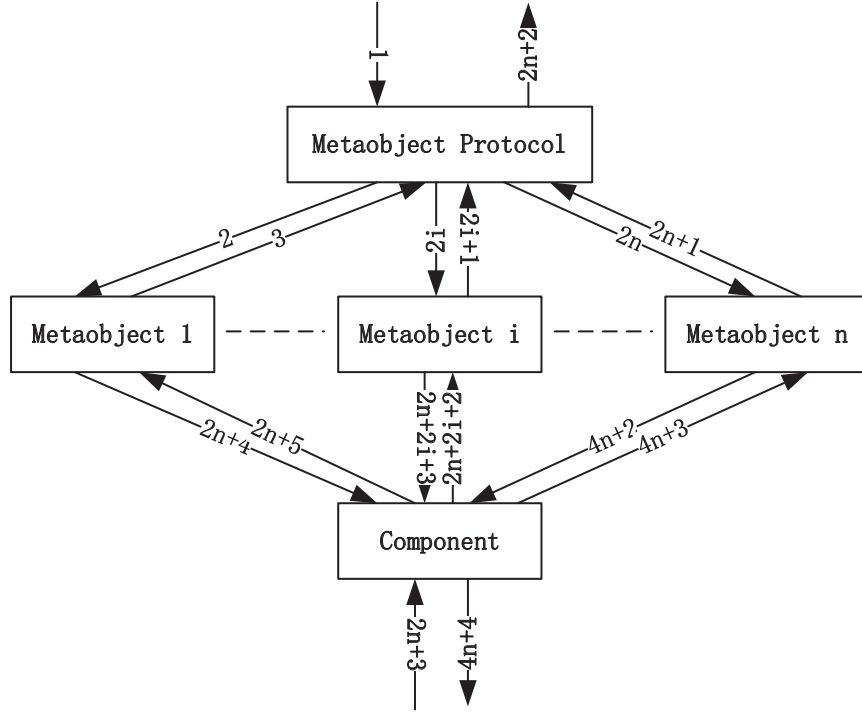 1
2n+2
Metaobject Protocol
2
3
2i
2i+1
2n
2n+1
Metaobject 1
Metaobject i
Metaobject n
2n+4
2n+5
2n+2i+3
2n+2i+2
4n+2
4n+3
Component
2n+3
4n+4